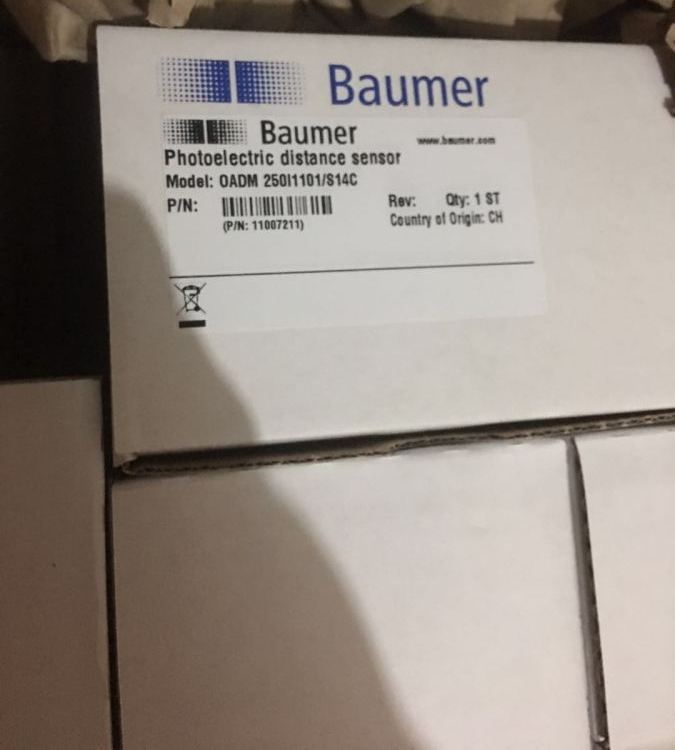 Baumer
Baumer www.baumer.com
Photoelectric distance sensor
Model: OADM 250I1101/S14C
P/N: Rev: Qty: 1 ST
(P/N: 11007211) Country of Origin: CH